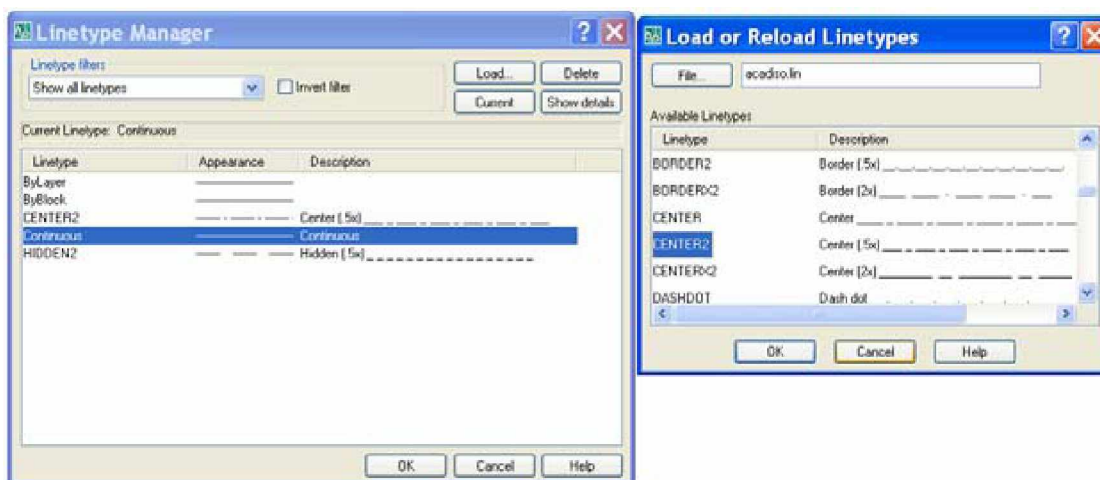 Linetype Manager
Linetype filters
Show all linetypes
Invert filter
Load...
Delete
Current
Show details
Current Linetype: Continuous
Linetype Appearance Description
ByLayer
ByBlock
CENTER2 Center (.5x)
Continuous Continuous
HIDDEN2 Hidden (.5x)
OK Cancel Help
Load or Reload Linetypes
File... acadiso.lin
Available Linetypes
Linetype Description
BORDER2 Border (.5x)
BORDERX2 Border (2x)
CENTER Center
CENTER2 Center (.5x)
CENTERX2 Center (2x)
DASHDOT Dash dot
OK Cancel Help